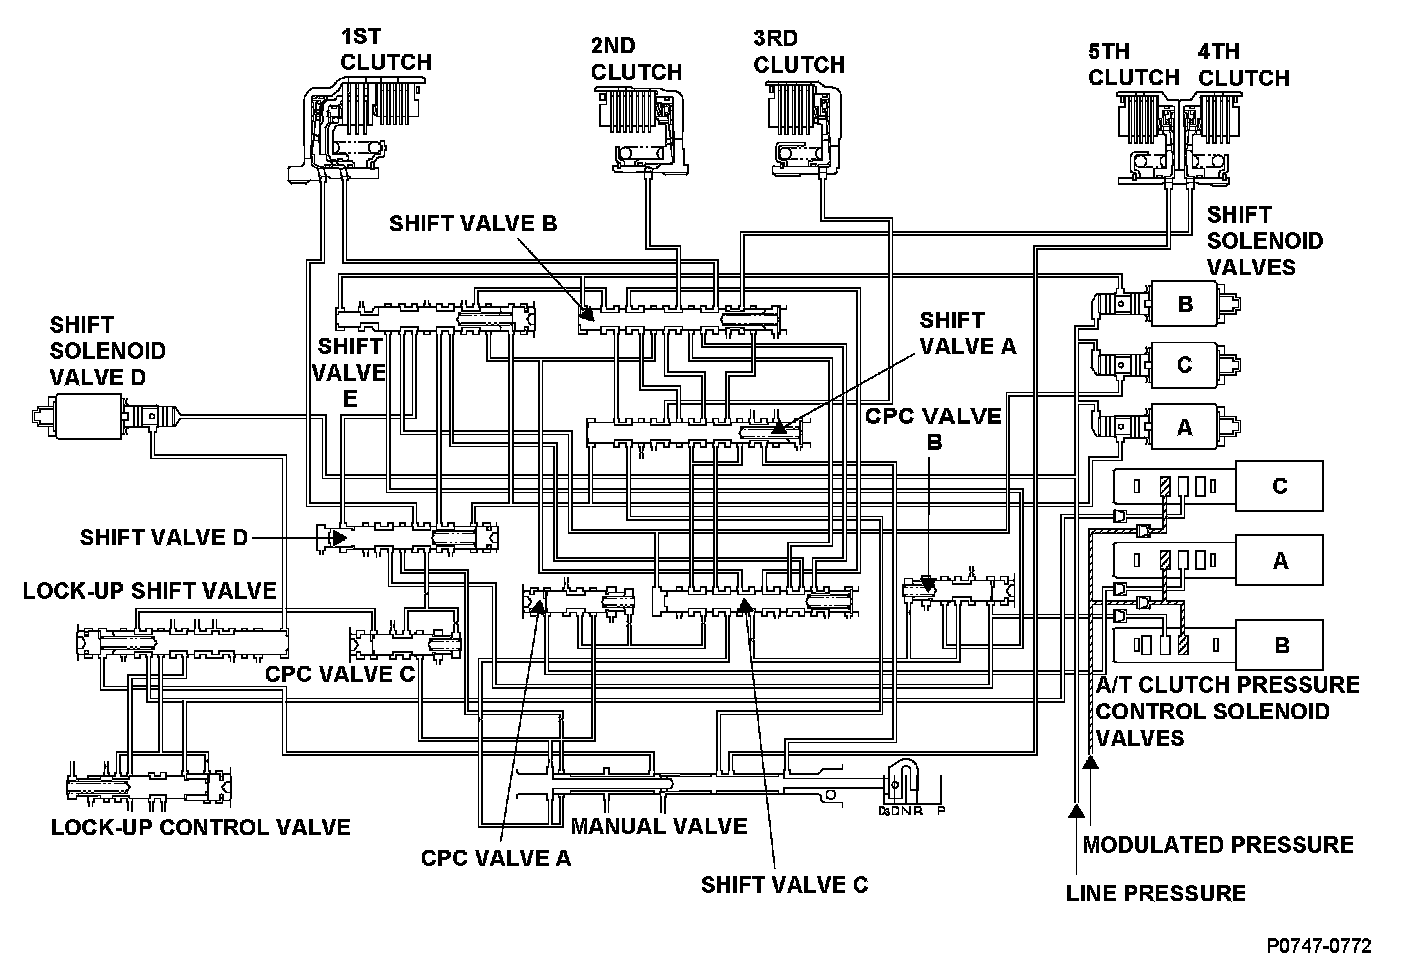 1ST
CLUTCH
2ND
CLUTCH
3RD
CLUTCH
5TH
CLUTCH
4TH
CLUTCH
SHIFT
SOLENOID
VALVES
SHIFT VALVE B
B
SHIFT
SOLENOID
VALVE D
SHIFT
VALVE
E
SHIFT
VALVE A
C
CPC VALVE
B
A
C
SHIFT VALVE D
A
LOCK-UP SHIFT VALVE
B
CPC VALVE C
A/T CLUTCH PRESSURE
CONTROL SOLENOID
VALVES
D3DNR P
LOCK-UP CONTROL VALVE
MANUAL VALVE
CPC VALVE A
MODULATED PRESSURE
SHIFT VALVE C
LINE PRESSURE
P0747-0772